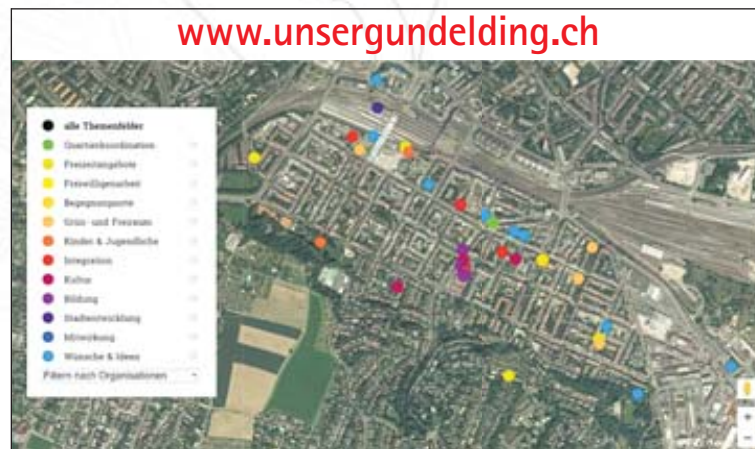 www.unsergundelding.ch
alle Themenfelder
Quartierkoordination
Freizeitangebote
Freiwilligenarbeit
Begegnungsorte
Grün- und Freiraum
Kinder & Jugendliche
Integration
Kultur
Bildung
Stadtentwicklung
Mitwirkung
Wünsche & Ideen
Filtern nach Organisationen
+
−